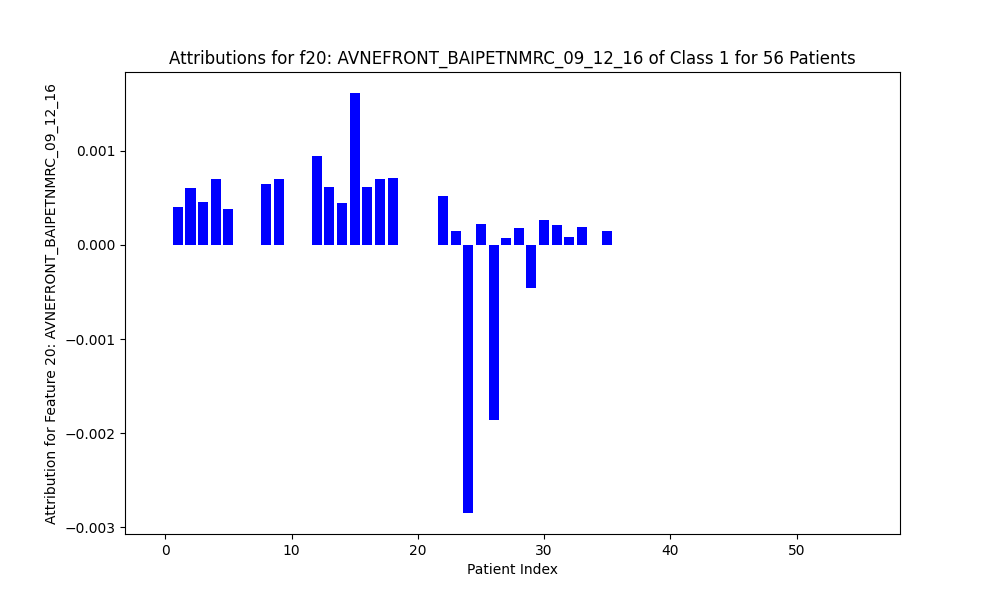 Attributions for f20: AVNEFRONT_BAIPETNMRC_09_12_16 of Class 1 for 56 Patients
Attribution for Feature 20: AVNEFRONT_BAIPETNMRC_09_12_16
0.001
0.000
−0.001
−0.002
−0.003
0 10 20 30 40 50
Patient Index